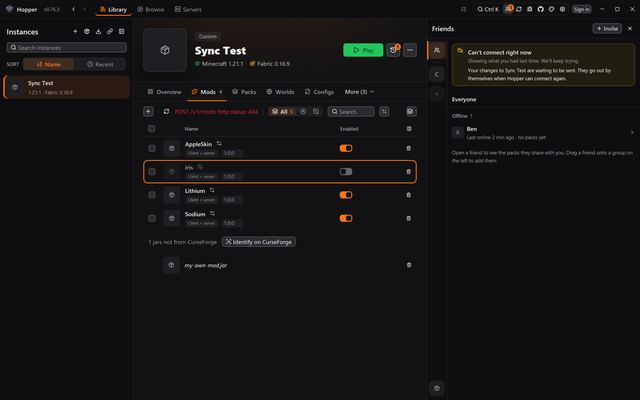 Hopper v0.76.3 Library Browse Servers Ctrl K Sign in
Instances
Search instances
SORT Name Recent
Sync Test
1.21.1 · Fabric 0.16.9
Custom
Sync Test
Minecraft 1.21.1 Fabric 0.16.9
Play
Overview Mods 4 Packs Worlds Configs More (3)
POST /v1/mods: http status: 404 All 5 Search
Name Enabled
AppleSkin
Client + server 1.0.0
Iris
Client + server 1.0.0
Lithium
Client + server 1.0.0
Sodium
Client + server 1.0.0
1 jars not from CurseForge Identify on CurseForge
my-own-mod.jar
Friends Invite
C
Can't connect right now
Showing what you had last time. We'll keep trying.
Your changes to Sync Test are waiting to be sent. They go out by
themselves when Hopper can connect again.
Everyone
Offline 1
Ben
Last online 2 min ago · no packs yet
Open a friend to see the packs they share with you. Drag a friend onto a group on
the left to add them.